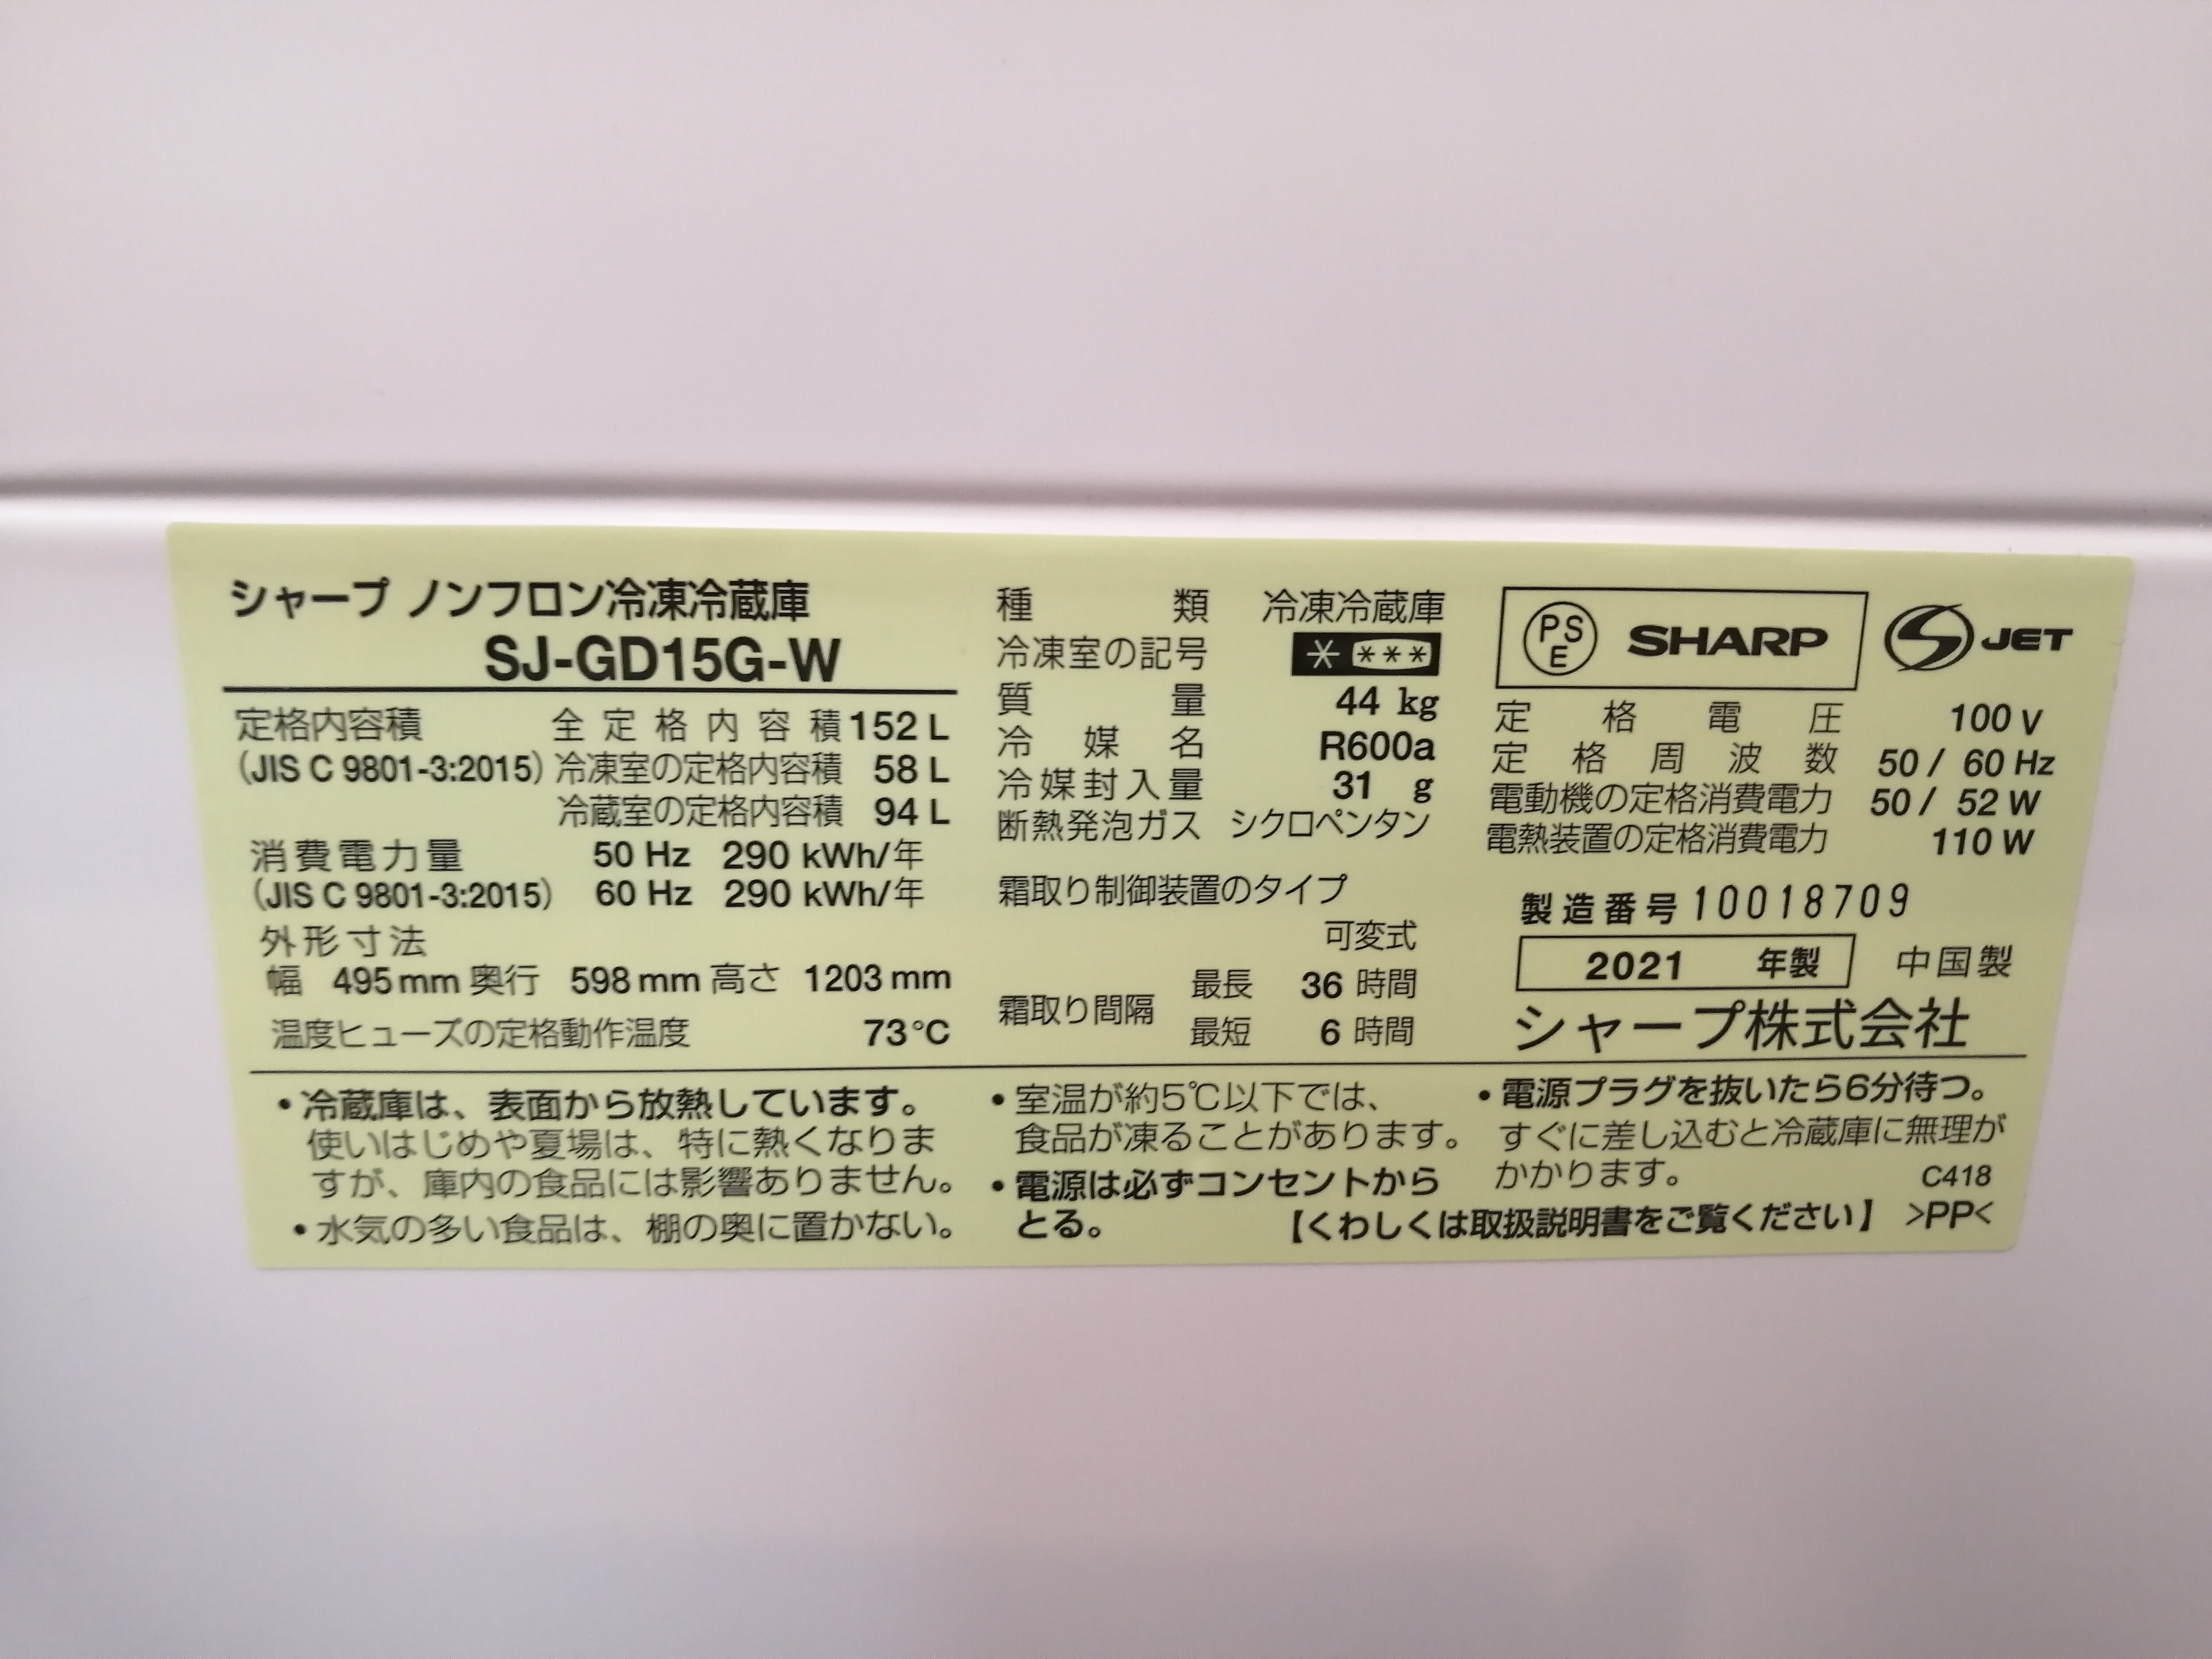 シャープ ノンフロン冷凍冷蔵庫
SJ-GD15G-W
定格内容積 全定格内容積 152 L
(JIS C 9801-3:2015) 冷凍室の定格内容積 58 L
冷蔵室の定格内容積 94 L
消費電力量 50 Hz 290 kWh/年
(JIS C 9801-3:2015) 60 Hz 290 kWh/年
外形寸法
幅 495 mm 奥行 598 mm 高さ 1203 mm
温度ヒューズの定格動作温度 73℃
種類 冷凍冷蔵庫
冷凍室の記号 * ***
質量 44 kg
冷媒名 R600a
冷媒封入量 31 g
断熱発泡ガス シクロペンタン
霜取り制御装置のタイプ
可変式
霜取り間隔 最長 36 時間
最短 6 時間
PSE SHARP JET
定格電圧 100 V
定格周波数 50 / 60 Hz
電動機の定格消費電力 50 / 52 W
電熱装置の定格消費電力 110 W
製造番号 10018709
2021 年製 中国製
シャープ株式会社
・冷蔵庫は、表面から放熱しています。
使いはじめや夏場は、特に熱くなりま
すが、庫内の食品には影響ありません。
・水気の多い食品は、棚の奥に置かない。
・室温が約5℃以下では、
食品が凍ることがあります。
・電源は必ずコンセントから
とる。
・電源プラグを抜いたら6分待つ。
すぐに差し込むと冷蔵庫に無理が
かかります。 C418
【くわしくは取扱説明書をご覧ください】 >PP<